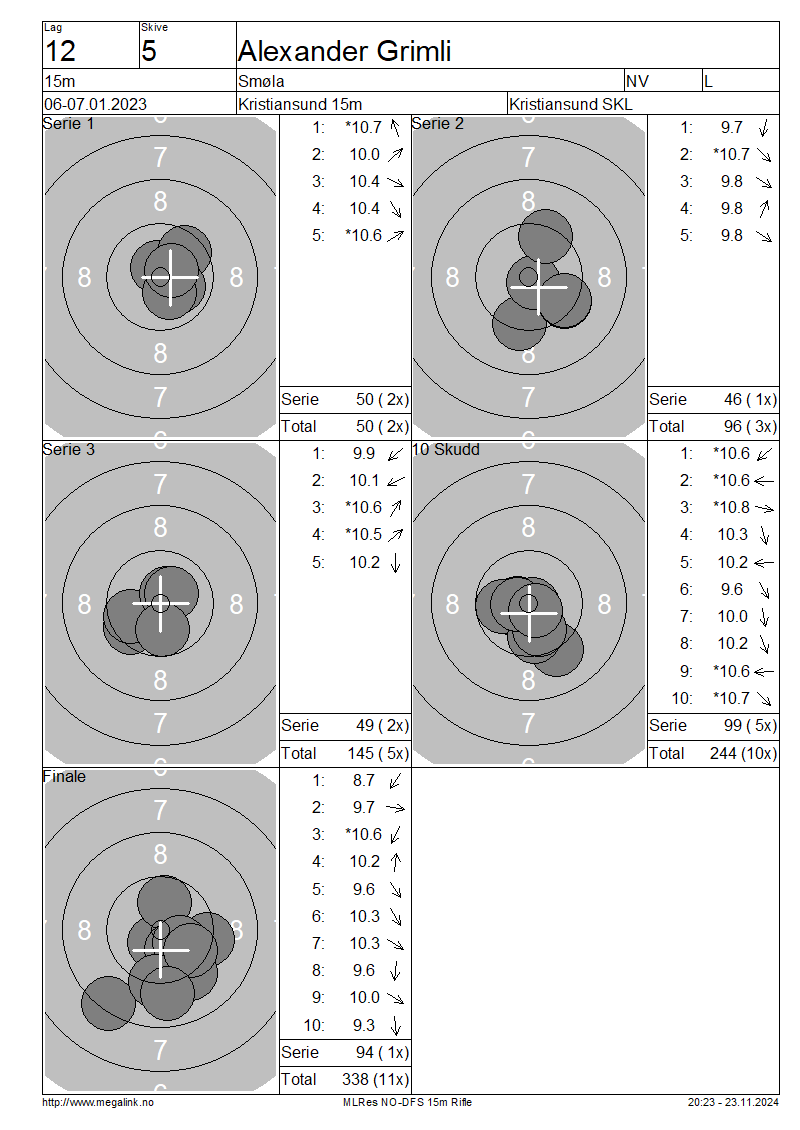 Lag
Skive
12
5
Alexander Grimli
15m
Smøla
NV
L
06-07.01.2023
Kristiansund 15m
Kristiansund SKL
Serie 1
7
8
8
8
8
7
1: *10.7
2: 10.0
3: 10.4
4: 10.4
5: *10.6
Serie 50 ( 2x)
Total 50 ( 2x)
Serie 2
7
8
8
8
8
7
1: 9.7
2: *10.7
3: 9.8
4: 9.8
5: 9.8
Serie 46 ( 1x)
Total 96 ( 3x)
Serie 3
7
8
8
8
8
7
1: 9.9
2: 10.1
3: *10.6
4: *10.5
5: 10.2
Serie 49 ( 2x)
Total 145 ( 5x)
10 Skudd
7
8
8
8
8
7
1: *10.6
2: *10.6
3: *10.8
4: 10.3
5: 10.2
6: 9.6
7: 10.0
8: 10.2
9: *10.6
10: *10.7
Serie 99 ( 5x)
Total 244 (10x)
Finale
7
8
8
8
8
7
1: 8.7
2: 9.7
3: *10.6
4: 10.2
5: 9.6
6: 10.3
7: 10.3
8: 9.6
9: 10.0
10: 9.3
Serie 94 ( 1x)
Total 338 (11x)
http://www.megalink.no
MLRes NO-DFS 15m Rifle
20:23 - 23.11.2024